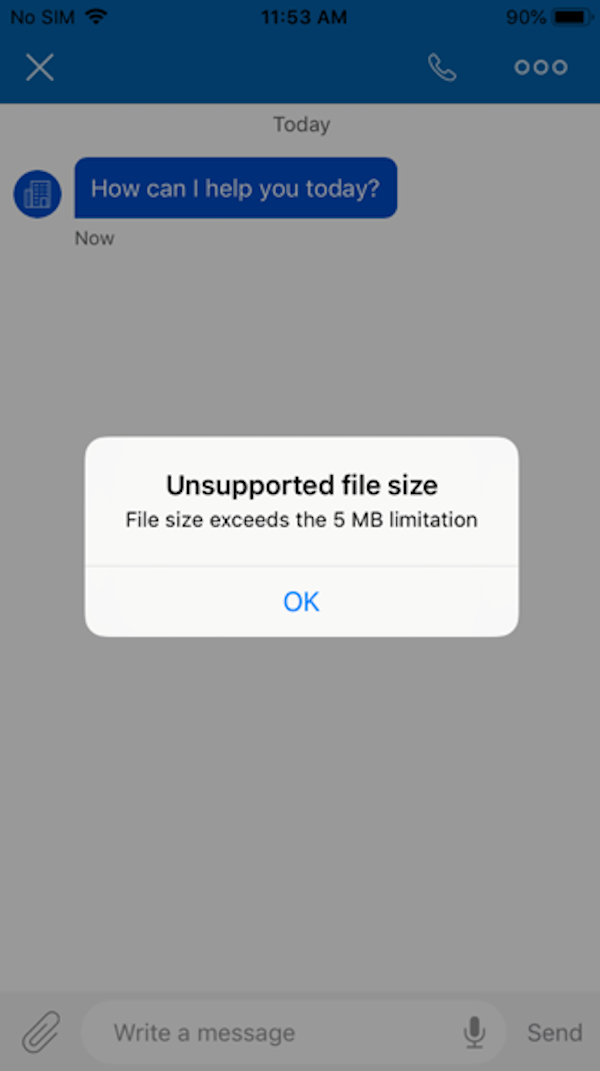 No SIM 11:53 AM 90%
Today
How can I help you today?
Now
Unsupported file size
File size exceeds the 5 MB limitation
OK
Write a message Send